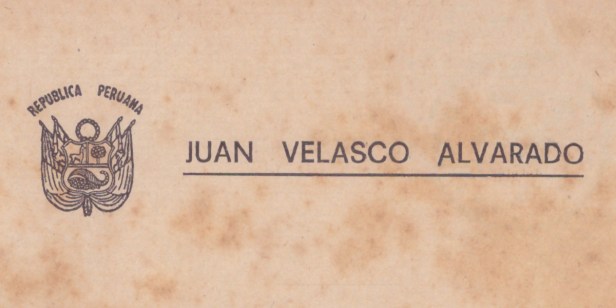 REPUBLICA PERUANA
JUAN VELASCO ALVARADO